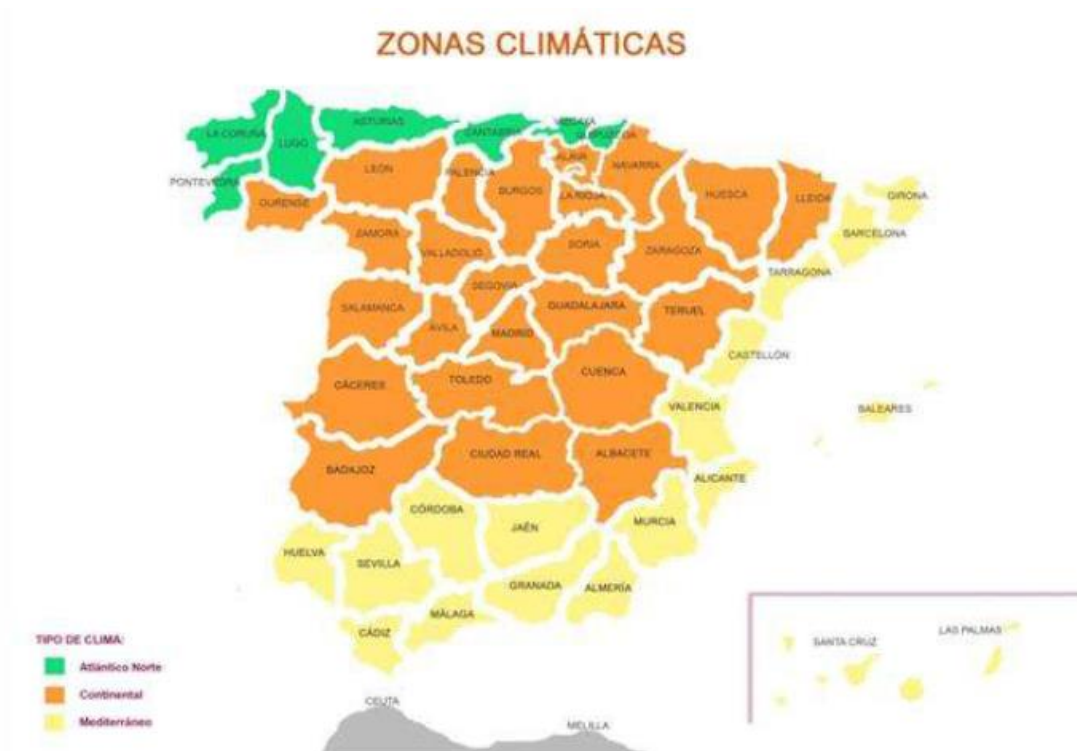 ZONAS CLIMÁTICAS
LA CORUÑA
LUGO
ASTURIAS
CANTABRIA
VIZCAYA
GUIPUZCOA
PONTEVEDRA
OURENSE
LEÓN
PALENCIA
BURGOS
ALAVA
NAVARRA
LA RIOJA
HUESCA
LLEIDA
GIRONA
BARCELONA
TARRAGONA
ZAMORA
VALLADOLID
SORIA
ZARAGOZA
SEGOVIA
SALAMANCA
ÁVILA
MADRID
GUADALAJARA
TERUEL
CASTELLÓN
CÁCERES
TOLEDO
CUENCA
VALENCIA
BALEARES
BADAJOZ
CIUDAD REAL
ALBACETE
ALICANTE
CÓRDOBA
JAÉN
MURCIA
HUELVA
SEVILLA
GRANADA
ALMERÍA
MÁLAGA
CÁDIZ
SANTA CRUZ
LAS PALMAS
CEUTA
MELILLA
TIPO DE CLIMA:
Atlántico Norte
Continental
Mediterráneo